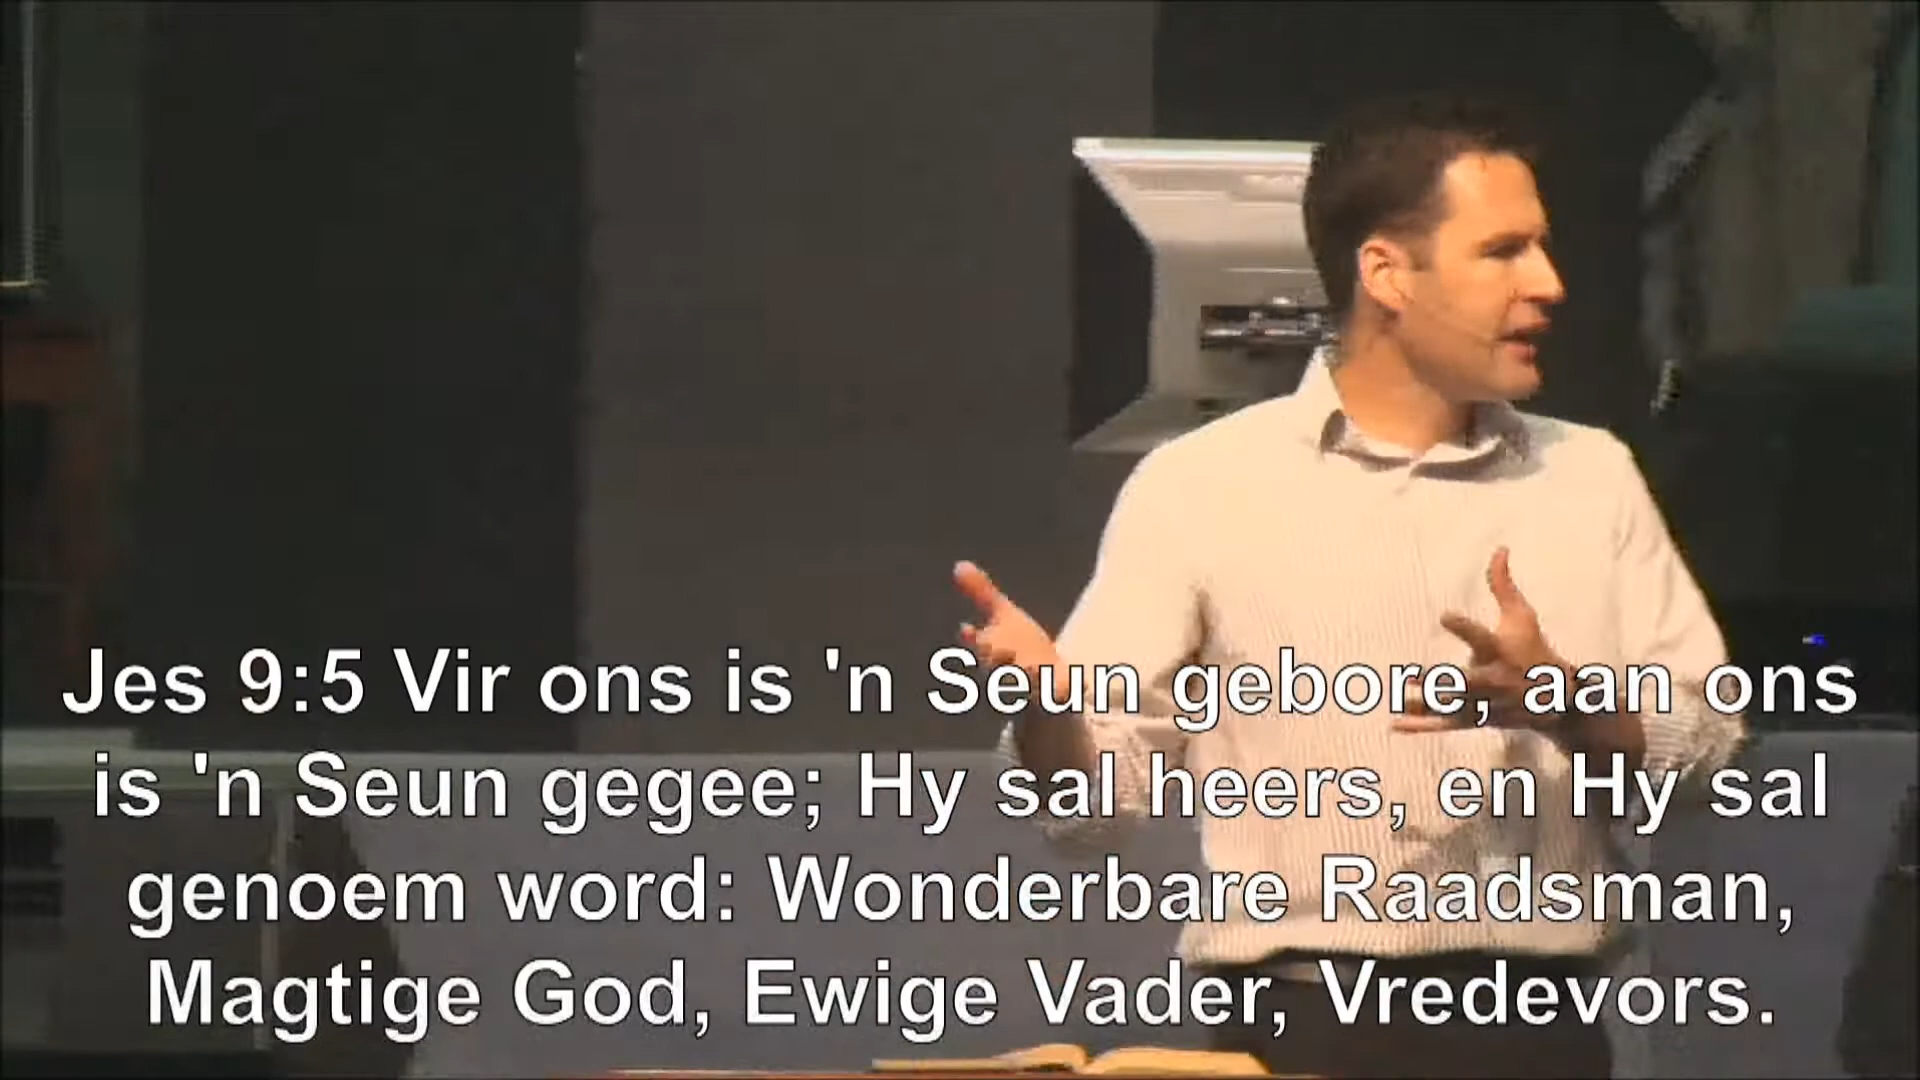 Jes 9:5 Vir ons is 'n Seun gebore, aan ons
is 'n Seun gegee; Hy sal heers, en Hy sal
genoem word: Wonderbare Raadsman,
Magtige God, Ewige Vader, Vredevors.